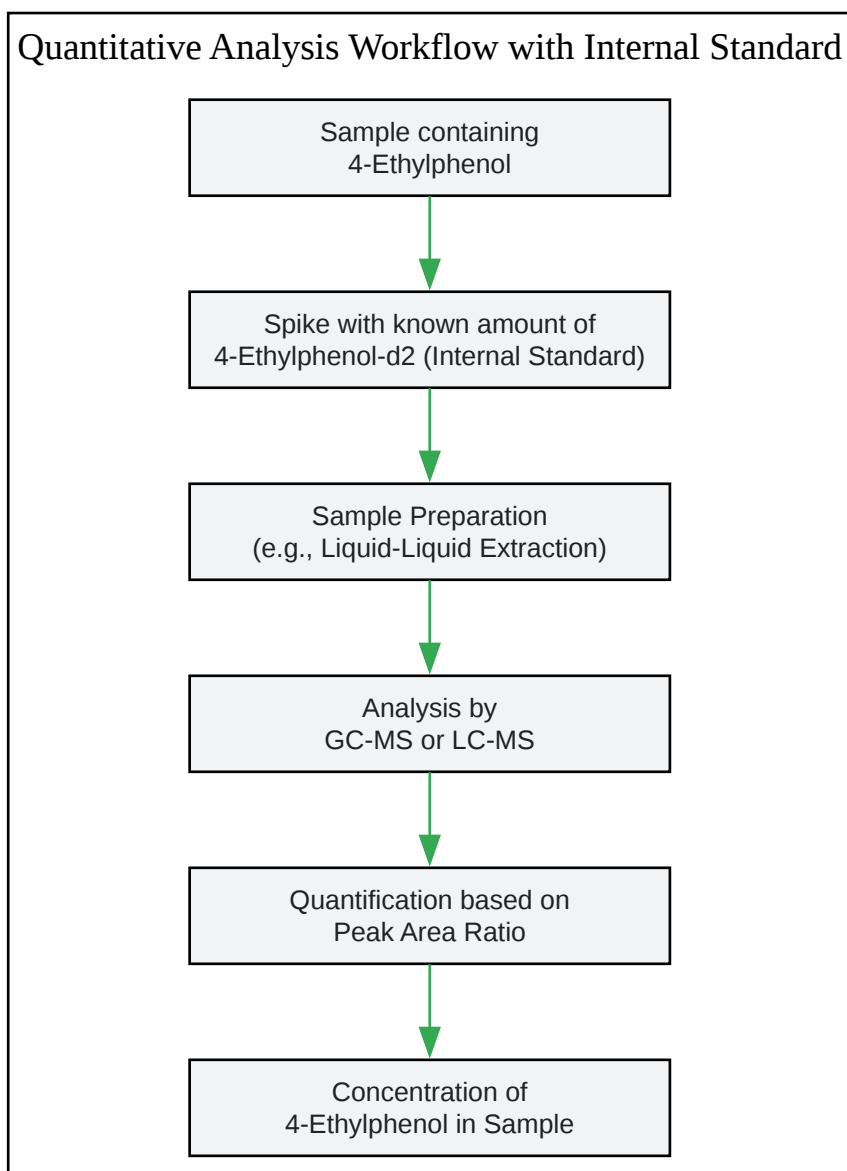 Quantitative Analysis Workflow with Internal Standard
Sample containing
4-Ethylphenol
Spike with known amount of
4-Ethylphenol-d2 (Internal Standard)
Sample Preparation
(e.g., Liquid-Liquid Extraction)
Analysis by
GC-MS or LC-MS
Quantification based on
Peak Area Ratio
Concentration of
4-Ethylphenol in Sample